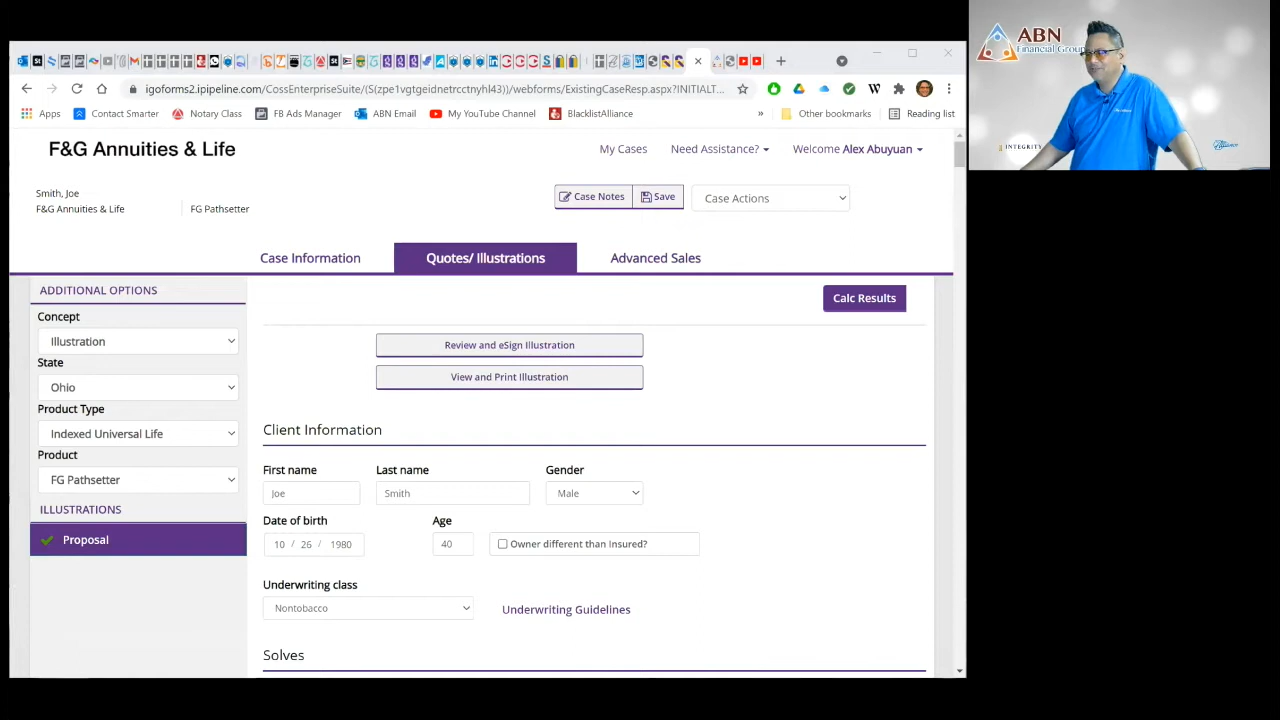 igoforms2.ipipeline.com/CossEnterpriseSuite/(S(zpe1vgtgeidnetrcctnyhl43))/webforms/ExistingCaseResp.aspx?INITIALT...
Apps
Contact Smarter
Notary Class
FB Ads Manager
ABN Email
My YouTube Channel
BlacklistAlliance
»
Other bookmarks
Reading list
F&G Annuities & Life
My Cases
Need Assistance?
Welcome Alex Abuyuan
Smith, Joe
F&G Annuities & Life
FG Pathsetter
Case Notes
Save
Case Actions
Case Information
Quotes/ Illustrations
Advanced Sales
ADDITIONAL OPTIONS
Concept
Illustration
State
Ohio
Product Type
Indexed Universal Life
Product
FG Pathsetter
ILLUSTRATIONS
Proposal
Calc Results
Review and eSign Illustration
View and Print Illustration
Client Information
First name
Last name
Gender
Joe
Smith
Male
Date of birth
Age
10 / 26 / 1980
40
Owner different than Insured?
Underwriting class
Nontobacco
Underwriting Guidelines
Solves
ABN
Financial Group
INTEGRITY